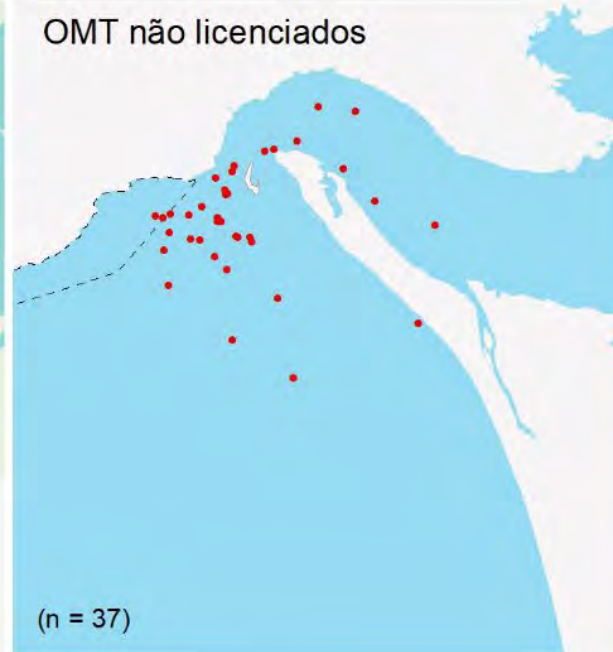 OMT não licenciados
(n = 37)